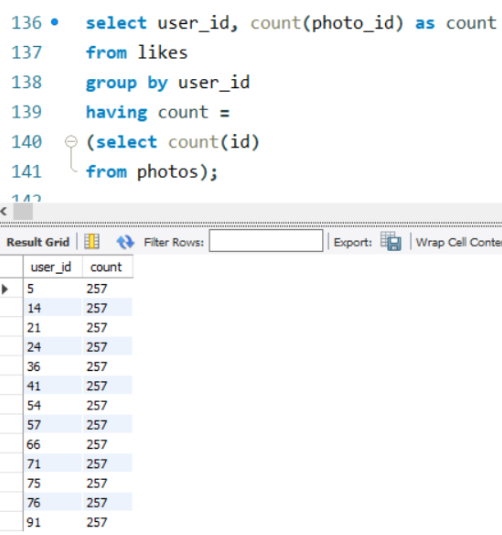 136 select user_id, count(photo_id) as count
137 from likes
138 group by user_id
139 having count =
140 (select count(id)
141 from photos);
142
Result Grid Filter Rows: Export: Wrap Cell
user_id count
5 257
14 257
21 257
24 257
36 257
41 257
54 257
57 257
66 257
71 257
75 257
76 257
91 257